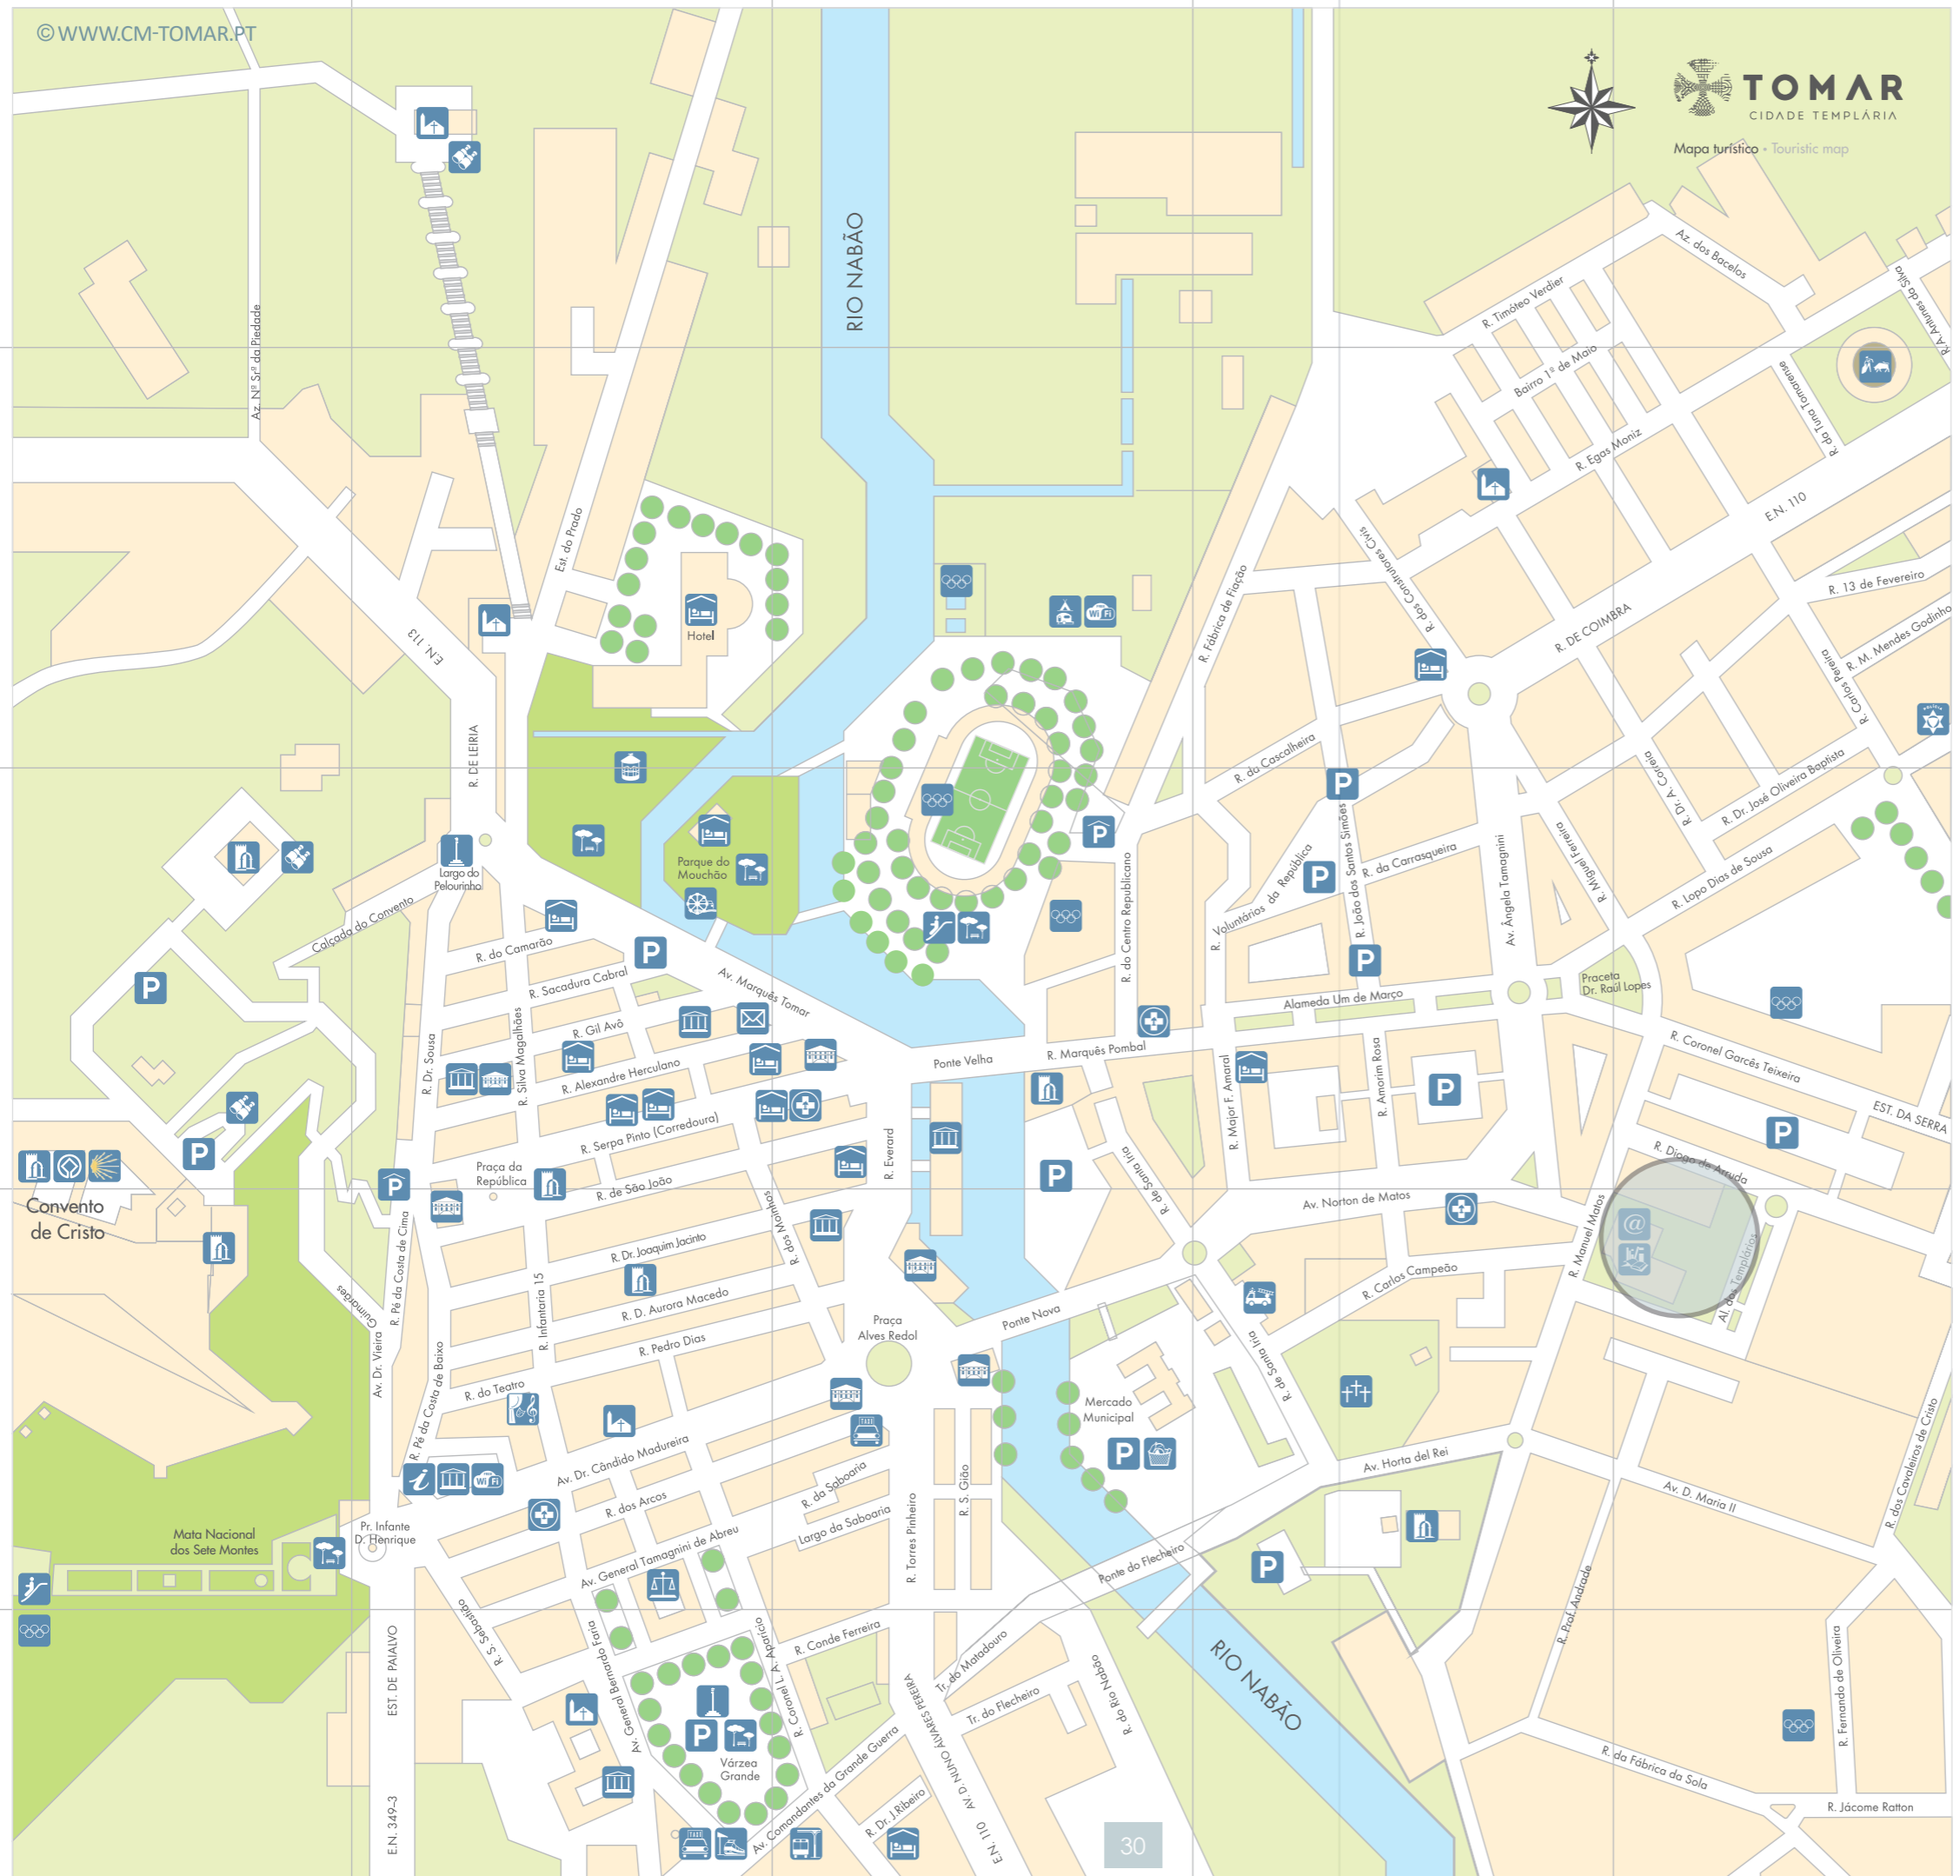 ©WWW.CM-TOMAR.PT
TOMAR
CIDADE TEMPLÁRIA
Mapa turístico • Touristic map
RIO NABÃO
Az. dos Bacelos
R. Timóteo Verdier
R.A. Antunes da Silva
Az. Nª Srª da Piedade
Bairro 1º de Maio
R. da Tuna Tomarense
R. Egas Moniz
E.N. 110
Est. do Prado
R. dos Construtores Civis
R. Fábrica de Fiação
R. 13 de Fevereiro
Wi Fi
Hotel
E.N. 113
R. DE COIMBRA
R. M. Mendes Godinho
R. Carlos Pereira
R. DE LEIRIA
R. da Cascalheira
R. Dr. A. Correia
R. Dr. José Oliveira Baptista
P
P
Parque do
Mouchão
Largo do
Pelourinho
R. João dos Santos Simões
R. da Carrasqueira
Av. Ângela Tamagnini
R. Miguel Ferreira
R. Lopo Dias de Sousa
P
R. Voluntários da República
R. do Centro Republicano
Calçada do Convento
R. do Camarão
P
P
R. Sacadura Cabral
Av. Marquês Tomar
P
Praceta
Dr. Raúl Lopes
Alameda Um de Março
R. Gil Avô
R. Silva Magalhães
R. Dr. Sousa
Ponte Velha
R. Marquês Pombal
R. Coronel Garcês Teixeira
R. Alexandre Herculano
R. Major F. Amaral
R. Amorim Rosa
P
EST. DA SERRA
P
R. Serpa Pinto (Corredoura)
R. Everard
R. de Santa Iria
R. Diogo de Arruda
P
P
Praça da
República
P
R. de São João
Convento
de Cristo
Av. Norton de Matos
R. Manuel Matos
@
Al. dos Templários
R. Pé da Costa de Cima
R. dos Moinhos
R. Dr. Joaquim Jacinto
R. Infantaria 15
R. D. Aurora Macedo
Guimarães
Av. Dr. Vieira
R. Carlos Campeão
Ponte Nova
Praça
Alves Redol
R. Pedro Dias
R. Pé da Costa de Baixo
R. do Teatro
R. de Santa Iria
Mercado
Municipal
P
TAXI
i
Wi Fi
Av. Dr. Cândido Madureira
R. da Saboaria
R. S. Gião
R. Torres Pinheiro
Av. Horta del Rei
Av. D. Maria II
R. dos Cavaleiros de Cristo
R. dos Arcos
Largo da Saboaria
Mata Nacional
dos Sete Montes
Pr. Infante
D. Henrique
Av. General Tamagnini de Abreu
Ponte do Flecheiro
P
R. Prof. Andrade
R. S. Sebastião
Av. General Bernardo Faria
R. Coronel L. A. Aparício
R. Conde Ferreira
Tr. do Matadouro
Tr. do Flecheiro
R. do Rio Nabão
RIO NABÃO
R. Fernando de Oliveira
EST. DE PAIALVO
P
Várzea
Grande
Av. Comandantes da Grande Guerra
AV. D. NUNO ÁLVARES PEREIRA
R. da Fábrica da Sola
R. Jácome Ratton
R. Dr. J.Ribeiro
E.N. 349-3
TAXI
E.N. 110
30